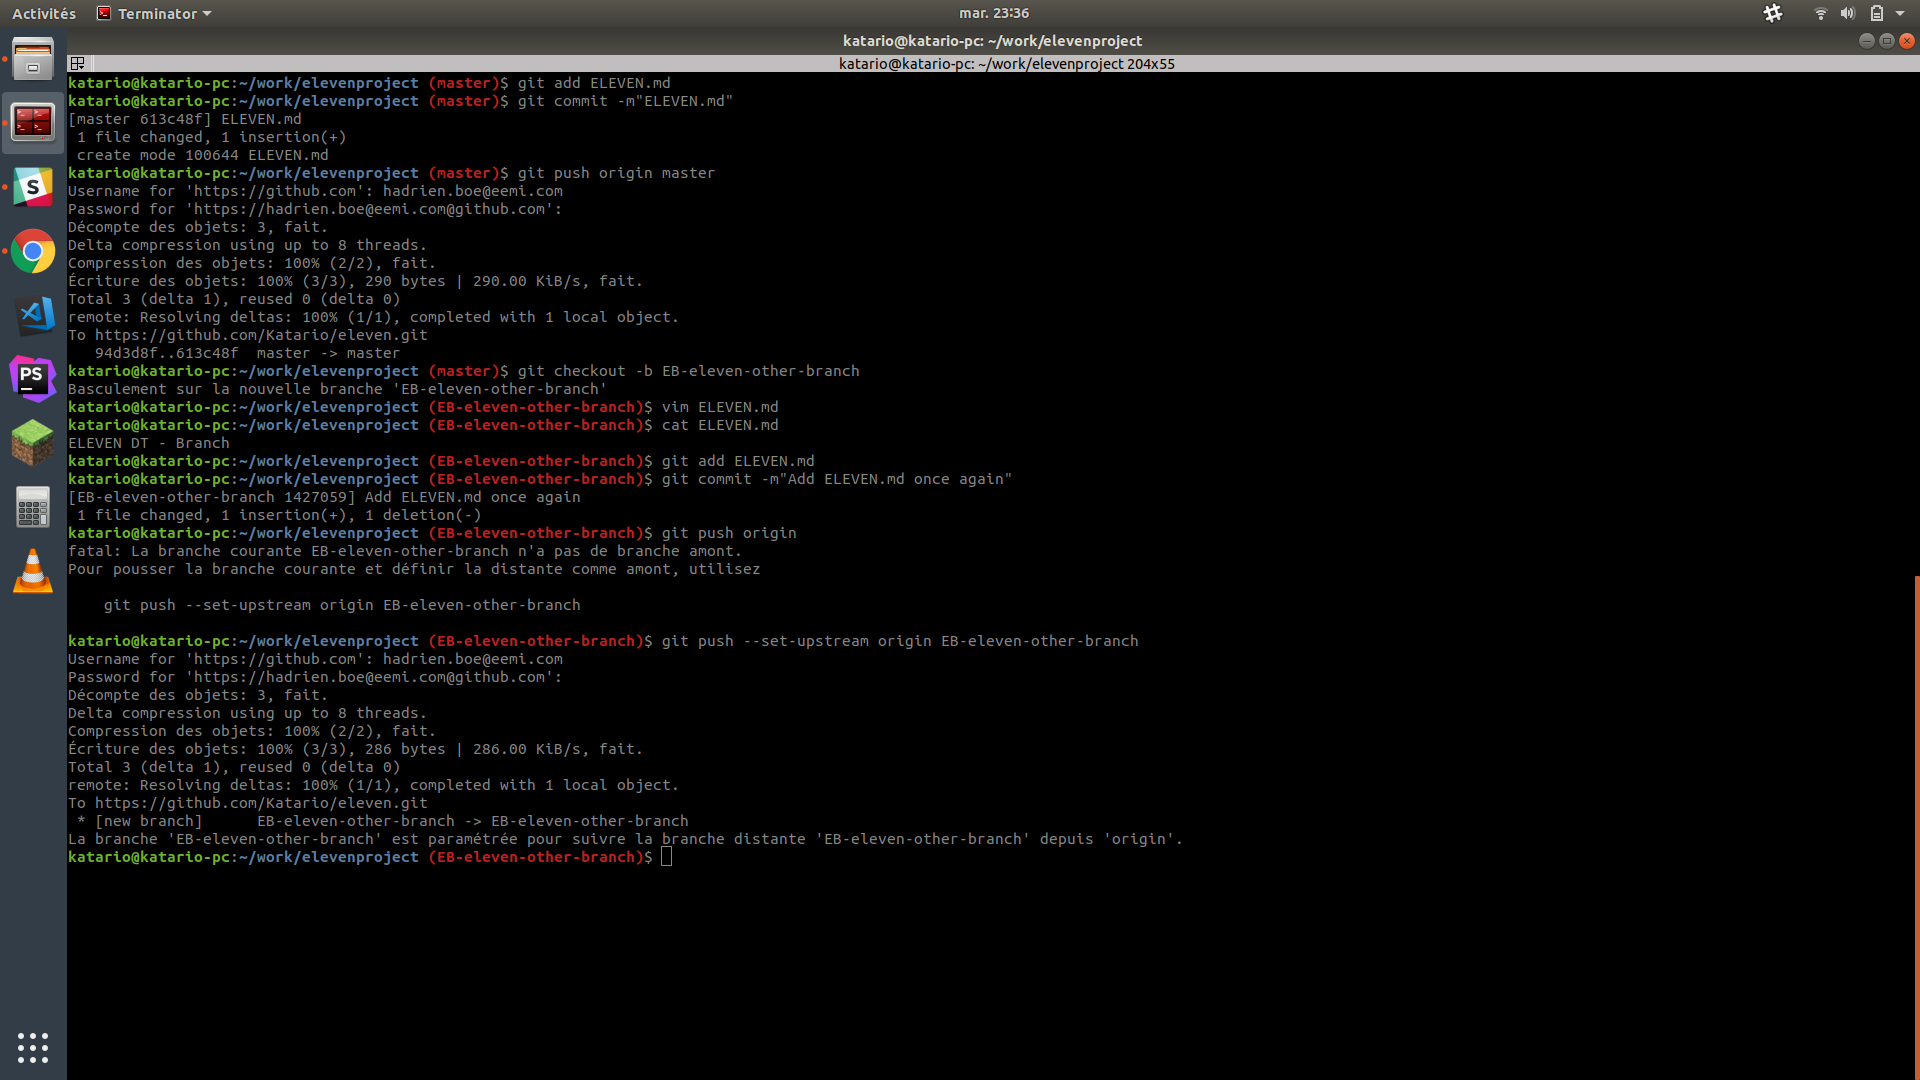 Activités Terminator mar. 23:36
katario@katario-pc: ~/work/elevenproject
katario@katario-pc: ~/work/elevenproject 204x55
katario@katario-pc:~/work/elevenproject (master)$ git add ELEVEN.md
katario@katario-pc:~/work/elevenproject (master)$ git commit -m"ELEVEN.md"
[master 613c48f] ELEVEN.md
 1 file changed, 1 insertion(+)
 create mode 100644 ELEVEN.md
katario@katario-pc:~/work/elevenproject (master)$ git push origin master
Username for 'https://github.com': hadrien.boe@eemi.com
Password for 'https://hadrien.boe@eemi.com@github.com':
Décompte des objets: 3, fait.
Delta compression using up to 8 threads.
Compression des objets: 100% (2/2), fait.
Écriture des objets: 100% (3/3), 290 bytes | 290.00 KiB/s, fait.
Total 3 (delta 1), reused 0 (delta 0)
remote: Resolving deltas: 100% (1/1), completed with 1 local object.
To https://github.com/Katario/eleven.git
   94d3d8f..613c48f  master -> master
katario@katario-pc:~/work/elevenproject (master)$ git checkout -b EB-eleven-other-branch
Basculement sur la nouvelle branche 'EB-eleven-other-branch'
katario@katario-pc:~/work/elevenproject (EB-eleven-other-branch)$ vim ELEVEN.md
katario@katario-pc:~/work/elevenproject (EB-eleven-other-branch)$ cat ELEVEN.md
ELEVEN DT - Branch
katario@katario-pc:~/work/elevenproject (EB-eleven-other-branch)$ git add ELEVEN.md
katario@katario-pc:~/work/elevenproject (EB-eleven-other-branch)$ git commit -m"Add ELEVEN.md once again"
[EB-eleven-other-branch 1427059] Add ELEVEN.md once again
 1 file changed, 1 insertion(+), 1 deletion(-)
katario@katario-pc:~/work/elevenproject (EB-eleven-other-branch)$ git push origin
fatal: La branche courante EB-eleven-other-branch n'a pas de branche amont.
Pour pousser la branche courante et définir la distante comme amont, utilisez
    git push --set-upstream origin EB-eleven-other-branch
katario@katario-pc:~/work/elevenproject (EB-eleven-other-branch)$ git push --set-upstream origin EB-eleven-other-branch
Username for 'https://github.com': hadrien.boe@eemi.com
Password for 'https://hadrien.boe@eemi.com@github.com':
Décompte des objets: 3, fait.
Delta compression using up to 8 threads.
Compression des objets: 100% (2/2), fait.
Écriture des objets: 100% (3/3), 286 bytes | 286.00 KiB/s, fait.
Total 3 (delta 1), reused 0 (delta 0)
remote: Resolving deltas: 100% (1/1), completed with 1 local object.
To https://github.com/Katario/eleven.git
 * [new branch]      EB-eleven-other-branch -> EB-eleven-other-branch
La branche 'EB-eleven-other-branch' est paramétrée pour suivre la branche distante 'EB-eleven-other-branch' depuis 'origin'.
katario@katario-pc:~/work/elevenproject (EB-eleven-other-branch)$
S
PS